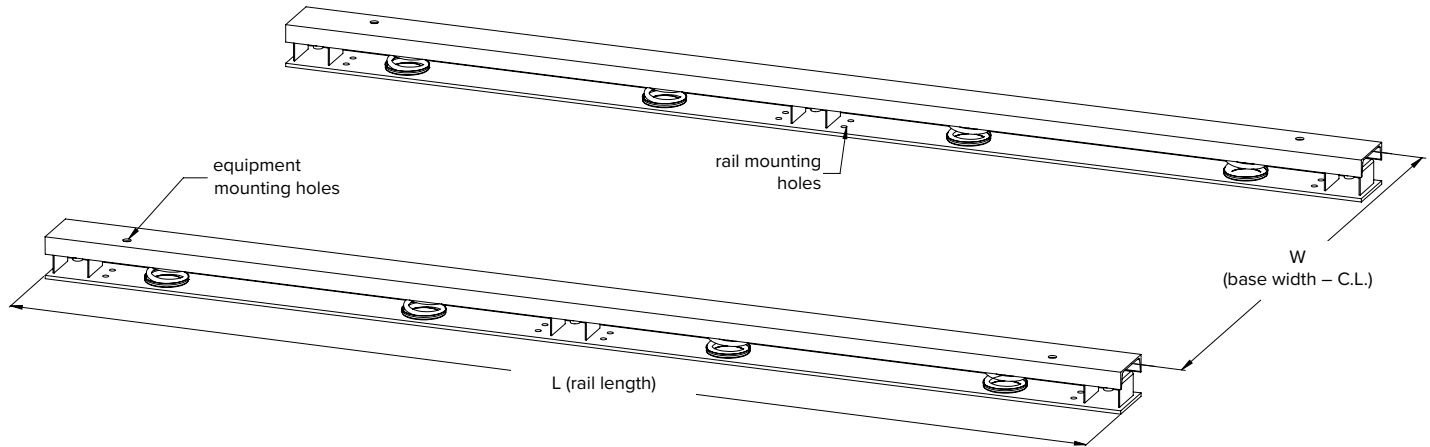 equipment
mounting holes
rail mounting
holes
W
(base width – C.L.)
L (rail length)